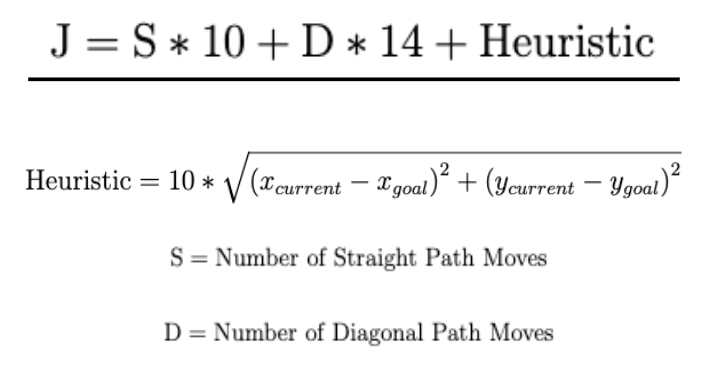 J = S * 10 + D * 14 + Heuristic
Heuristic = 10 * √(x_current − x_goal)² + (y_current − y_goal)²
S = Number of Straight Path Moves
D = Number of Diagonal Path Moves